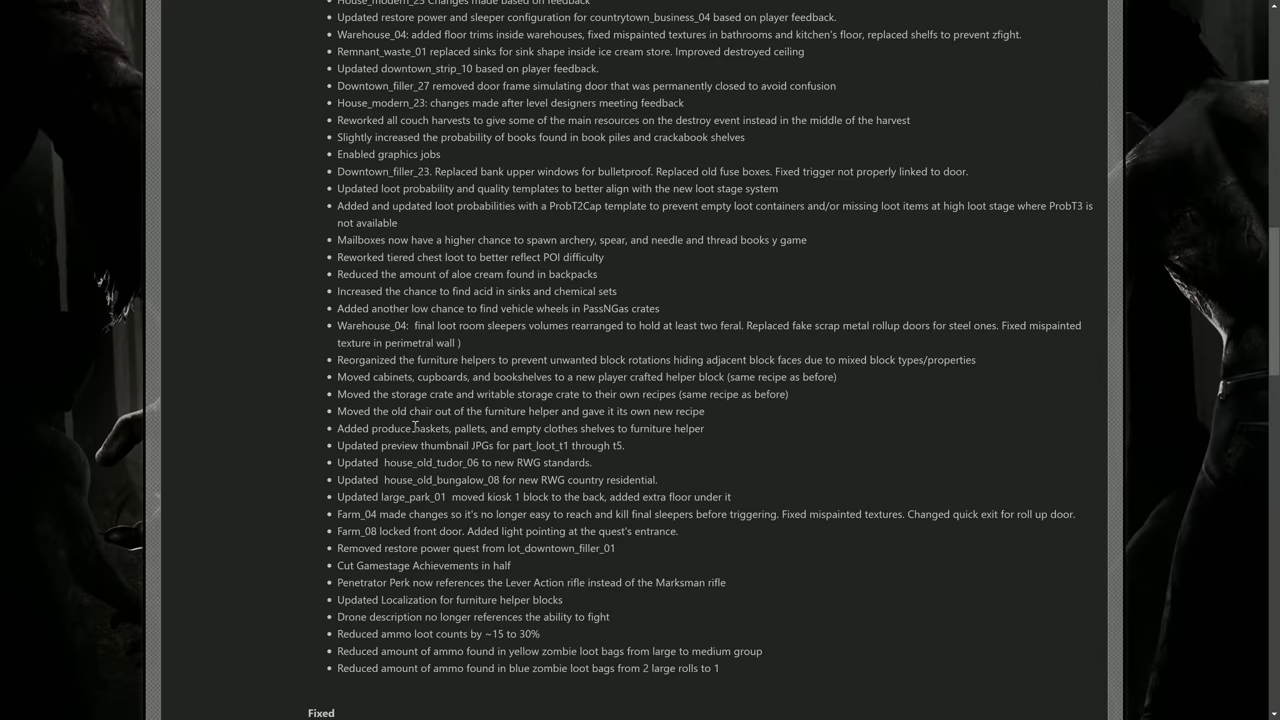 House_modern_23 Changes made based on feedback
Updated restore power and sleeper configuration for countrytown_business_04 based on player feedback.
Warehouse_04: added floor trims inside warehouses, fixed mispainted textures in bathrooms and kitchen's floor, replaced shelfs to prevent zfight.
Remnant_waste_01 replaced sinks for sink shape inside ice cream store. Improved destroyed ceiling
Updated downtown_strip_10 based on player feedback.
Downtown_filler_27 removed door frame simulating door that was permanently closed to avoid confusion
House_modern_23: changes made after level designers meeting feedback
Reworked all couch harvests to give some of the main resources on the destroy event instead in the middle of the harvest
Slightly increased the probability of books found in book piles and crackabook shelves
Enabled graphics jobs
Downtown_filler_23. Replaced bank upper windows for bulletproof. Replaced old fuse boxes. Fixed trigger not properly linked to door.
Updated loot probability and quality templates to better align with the new loot stage system
Added and updated loot probabilities with a ProbT2Cap template to prevent empty loot containers and/or missing loot items at high loot stage where ProbT3 is
not available
Mailboxes now have a higher chance to spawn archery, spear, and needle and thread books y game
Reworked tiered chest loot to better reflect POI difficulty
Reduced the amount of aloe cream found in backpacks
Increased the chance to find acid in sinks and chemical sets
Added another low chance to find vehicle wheels in PassNGas crates
Warehouse_04:  final loot room sleepers volumes rearranged to hold at least two feral. Replaced fake scrap metal rollup doors for steel ones. Fixed mispainted
texture in perimetral wall )
Reorganized the furniture helpers to prevent unwanted block rotations hiding adjacent block faces due to mixed block types/properties
Moved cabinets, cupboards, and bookshelves to a new player crafted helper block (same recipe as before)
Moved the storage crate and writable storage crate to their own recipes (same recipe as before)
Moved the old chair out of the furniture helper and gave it its own new recipe
Added produce baskets, pallets, and empty clothes shelves to furniture helper
Updated preview thumbnail JPGs for part_loot_t1 through t5.
Updated  house_old_tudor_06 to new RWG standards.
Updated  house_old_bungalow_08 for new RWG country residential.
Updated large_park_01  moved kiosk 1 block to the back, added extra floor under it
Farm_04 made changes so it's no longer easy to reach and kill final sleepers before triggering. Fixed mispainted textures. Changed quick exit for roll up door.
Farm_08 locked front door. Added light pointing at the quest's entrance.
Removed restore power quest from lot_downtown_filler_01
Cut Gamestage Achievements in half
Penetrator Perk now references the Lever Action rifle instead of the Marksman rifle
Updated Localization for furniture helper blocks
Drone description no longer references the ability to fight
Reduced ammo loot counts by ~15 to 30%
Reduced amount of ammo found in yellow zombie loot bags from large to medium group
Reduced amount of ammo found in blue zombie loot bags from 2 large rolls to 1
Fixed